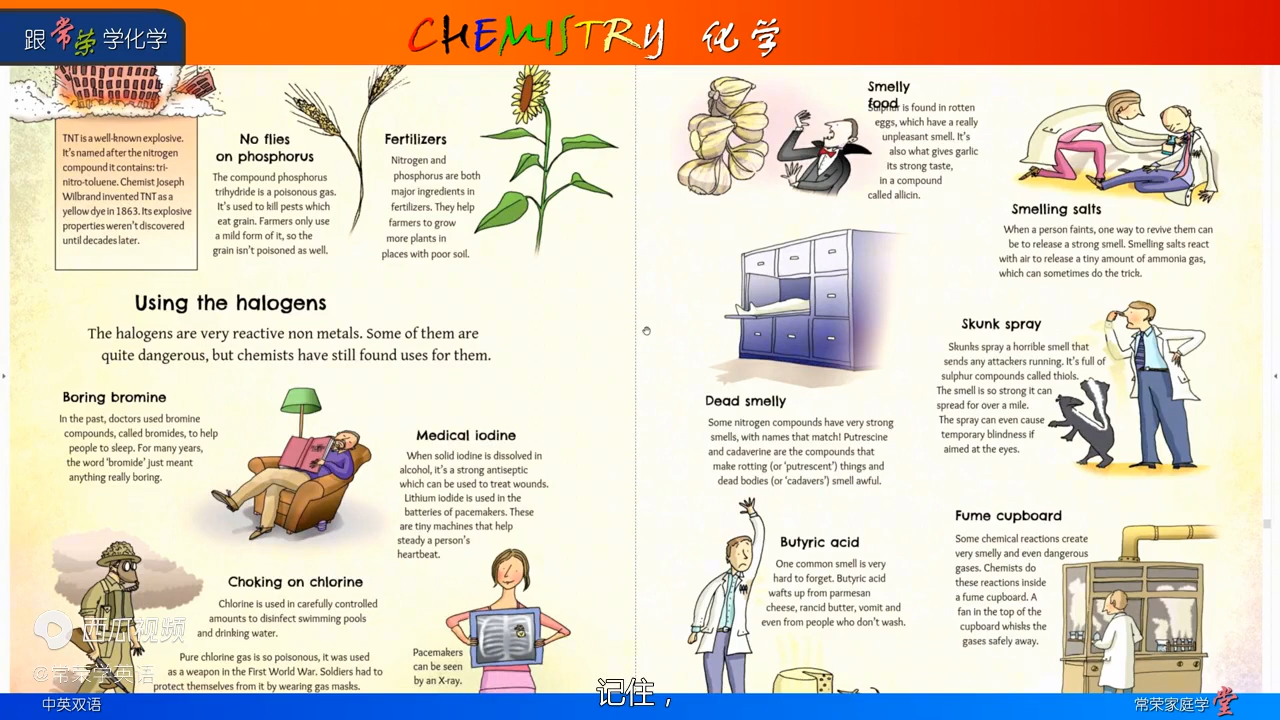 跟常荣学化学
CHEMISTRY 化学
TNT is a well-known explosive.
It's named after the nitrogen
compound it contains: tri-
nitro-toluene. Chemist Joseph
Wilbrand invented TNT as a
yellow dye in 1863. Its explosive
properties weren't discovered
until decades later.
No flies
on phosphorus
The compound phosphorus
trihydride is a poisonous gas.
It's used to kill pests which
eat grain. Farmers only use
a mild form of it, so the
grain isn't poisoned as well.
Fertilizers
Nitrogen and
phosphorus are both
major ingredients in
fertilizers. They help
farmers to grow
more plants in
places with poor soil.
Using the halogens
The halogens are very reactive non metals. Some of them are
quite dangerous, but chemists have still found uses for them.
Boring bromine
In the past, doctors used bromine
compounds, called bromides, to help
people to sleep. For many years,
the word 'bromide' just meant
anything really boring.
Medical iodine
When solid iodine is dissolved in
alcohol, it's a strong antiseptic
which can be used to treat wounds.
Lithium iodide is used in the
batteries of pacemakers. These
are tiny machines that help
steady a person's
heartbeat.
Choking on chlorine
Chlorine is used in carefully controlled
amounts to disinfect swimming pools
and drinking water.
Pure chlorine gas is so poisonous, it was used
as a weapon in the First World War. Soldiers had to
protect themselves from it by wearing gas masks.
Pacemakers
can be seen
by an X-ray.
Smelly
food
Sulphur is found in rotten
eggs, which have a really
unpleasant smell. It's
also what gives garlic
its strong taste,
in a compound
called allicin.
Smelling salts
When a person faints, one way to revive them can
be to release a strong smell. Smelling salts react
with air to release a tiny amount of ammonia gas,
which can sometimes do the trick.
Dead smelly
Some nitrogen compounds have very strong
smells, with names that match! Putrescine
and cadaverine are the compounds that
make rotting (or 'putrescent') things and
dead bodies (or 'cadavers') smell awful.
Skunk spray
Skunks spray a horrible smell that
sends any attackers running. It's full of
sulphur compounds called thiols.
The smell is so strong it can
spread for over a mile.
The spray can even cause
temporary blindness if
aimed at the eyes.
Butyric acid
One common smell is very
hard to forget. Butyric acid
wafts up from parmesan
cheese, rancid butter, vomit and
even from people who don't wash.
Fume cupboard
Some chemical reactions create
very smelly and even dangerous
gases. Chemists do
these reactions inside
a fume cupboard. A
fan in the top of the
cupboard whisks the
gases safely away.
西瓜视频
@常荣学英语
记住，
中英双语
常荣家庭学堂